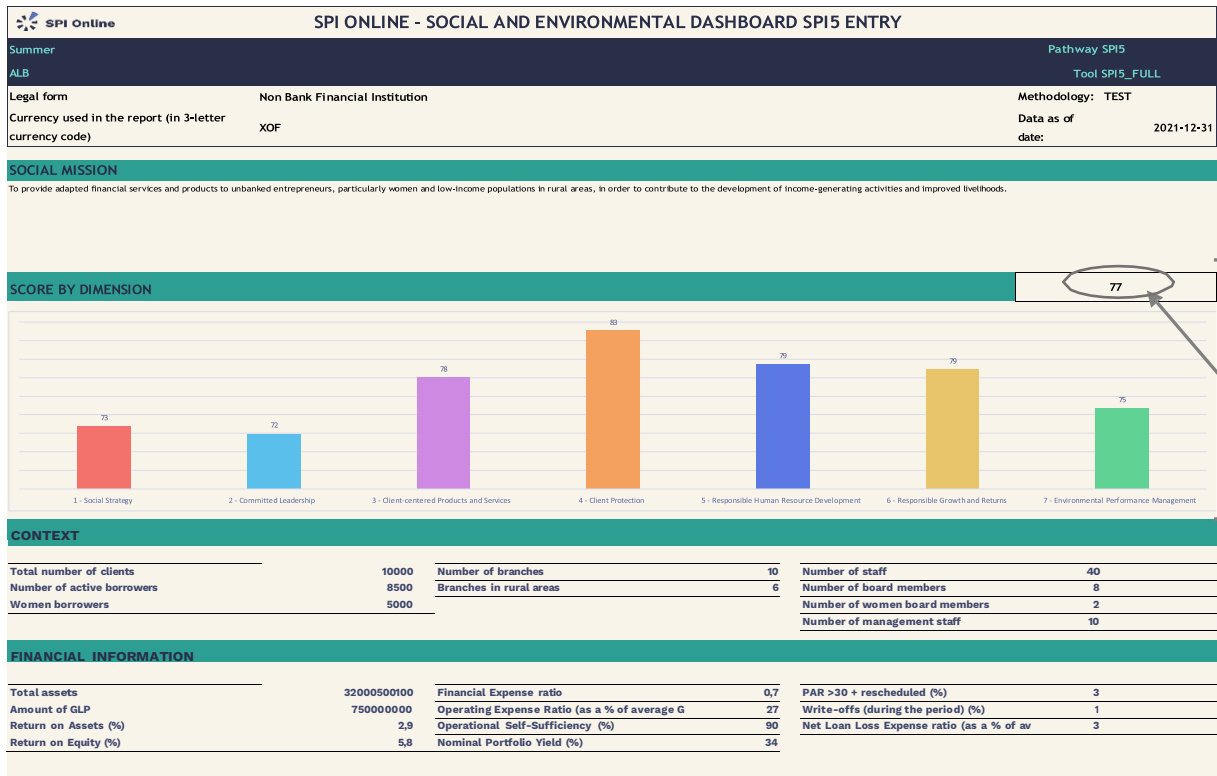 SPI Online
SPI ONLINE - SOCIAL AND ENVIRONMENTAL DASHBOARD SPI5 ENTRY
Summer
Pathway SPI5
ALB
Tool SPI5_FULL
Legal form
Non Bank Financial Institution
Methodology: TEST
Currency used in the report (in 3-letter
currency code)
XOF
Data as of
date:
2021-12-31
SOCIAL MISSION
To provide adapted financial services and products to unbanked entrepreneurs, particularly women and low-income populations in rural areas, in order to contribute to the development of income-generating activities and improved livelihoods.
SCORE BY DIMENSION
77
73
72
78
83
79
79
75
1 - Social Strategy
2 - Committed Leadership
3 - Client-centered Products and Services
4 - Client Protection
5 - Responsible Human Resource Development
6 - Responsible Growth and Returns
7 - Environmental Performance Management
CONTEXT
Total number of clients 10000
Number of active borrowers 8500
Women borrowers 5000
Number of branches 10
Branches in rural areas 6
Number of staff 40
Number of board members 8
Number of women board members 2
Number of management staff 10
FINANCIAL INFORMATION
Total assets 32000500100
Amount of GLP 750000000
Return on Assets (%) 2,9
Return on Equity (%) 5,8
Financial Expense ratio 0,7
Operating Expense Ratio (as a % of average G 27
Operational Self-Sufficiency (%) 90
Nominal Portfolio Yield (%) 34
PAR >30 + rescheduled (%) 3
Write-offs (during the period) (%) 1
Net Loan Loss Expense ratio (as a % of av 3